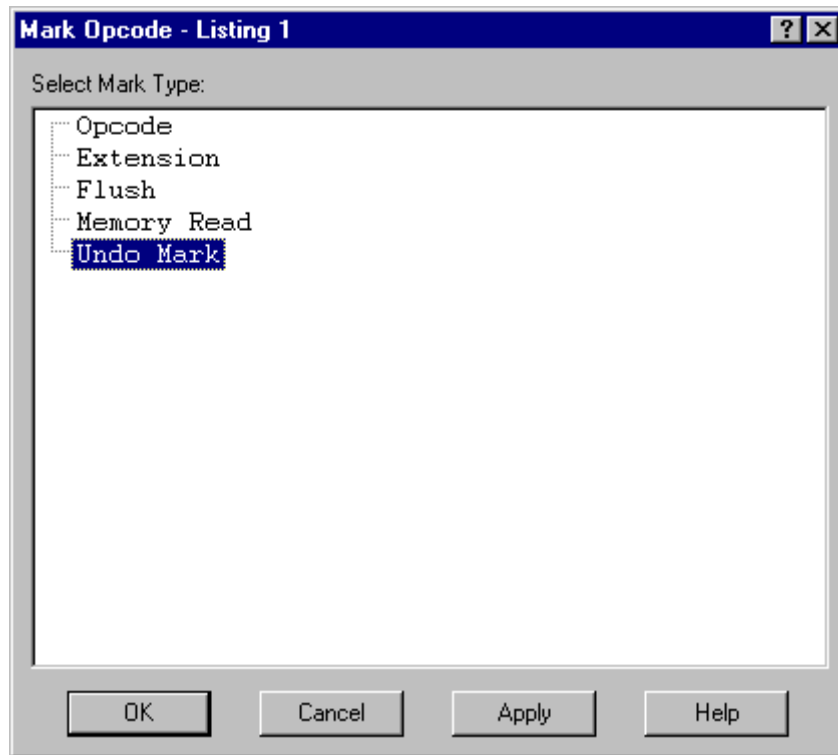 Mark Opcode - Listing 1
Select Mark Type:
Opcode
Extension
Flush
Memory Read
Undo Mark
OK Cancel Apply Help